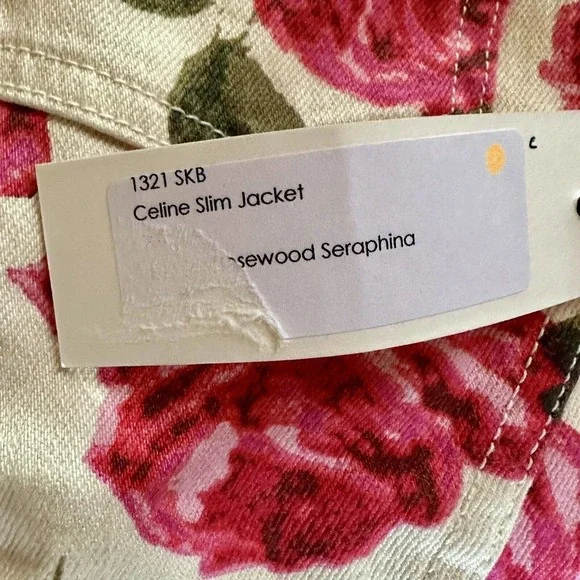 1321 SKB
Celine Slim Jacket
sewood Seraphina
c